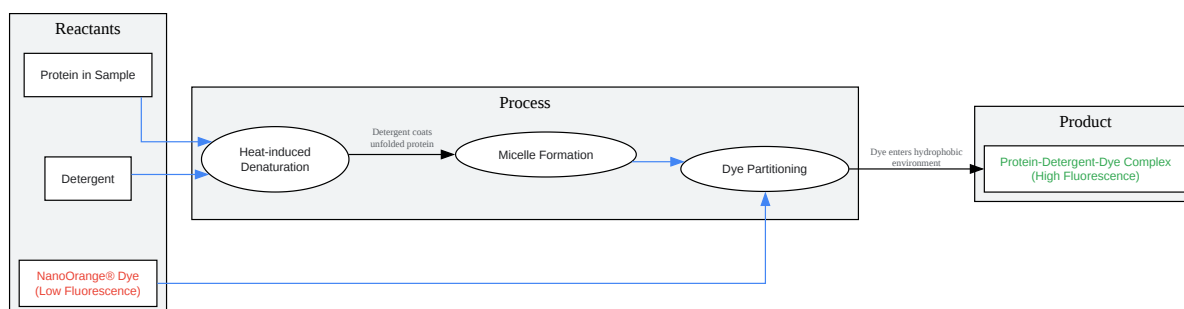 Reactants
Protein in Sample
Detergent
NanoOrange® Dye
(Low Fluorescence)
Process
Heat-induced
Denaturation
Detergent coats
unfolded protein
Micelle Formation
Dye Partitioning
Dye enters hydrophobic
environment
Product
Protein-Detergent-Dye Complex
(High Fluorescence)